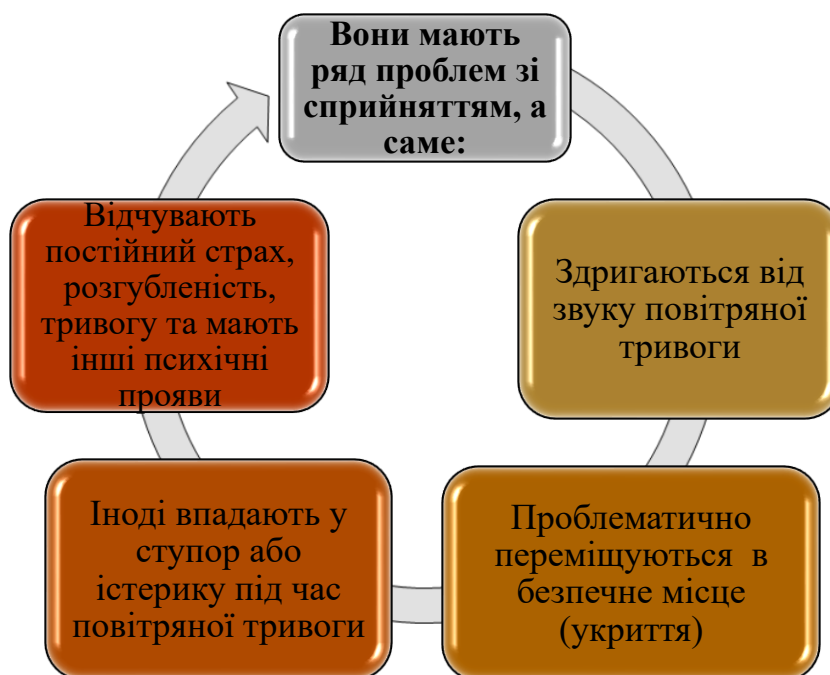 Вони мають
ряд проблем зі
сприйняттям, а
саме:
Здригаються від
звуку повітряної
тривоги
Проблематично
переміщуються в
безпечне місце
(укриття)
Іноді впадають у
ступор або
істерику під час
повітряної тривоги
Відчувають
постійний страх,
розгубленість,
тривогу та мають
інші психічні
прояви